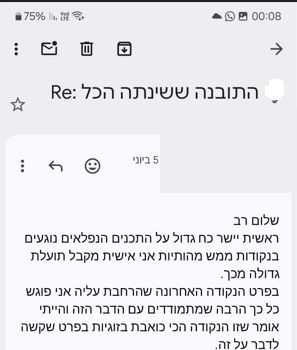 75% 00:08
Re: התובנה ששינתה הכל
5 ביוני
שלום רב
ראשית יישר כח גדול על התכנים הנפלאים נוגעים
בנקודות ממש מהותיות אני אישית מקבל תועלת
גדולה מכך.
בפרט הנקודה האחרונה שהרחבת עליה אני פוגש
כל כך הרבה שמתמודדים עם הדבר הזה והייתי
אומר שזו הנקודה הכי כואבת בזוגיות בפרט שקשה
לדבר על זה.